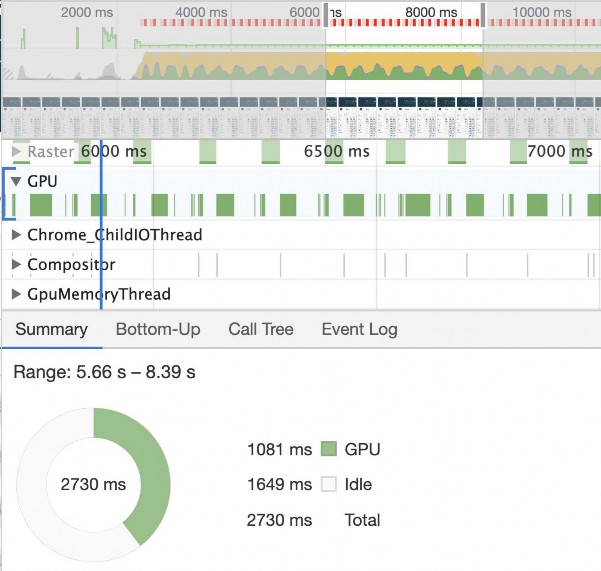 2000 ms 4000 ms 6000 ms 8000 ms 10000 ms
Raster 6000 ms 6500 ms 7000 ms
GPU
Chrome_ChildIOThread
Compositor
GpuMemoryThread
Summary Bottom-Up Call Tree Event Log
Range: 5.66 s – 8.39 s
1081 ms GPU
2730 ms 1649 ms Idle
2730 ms Total